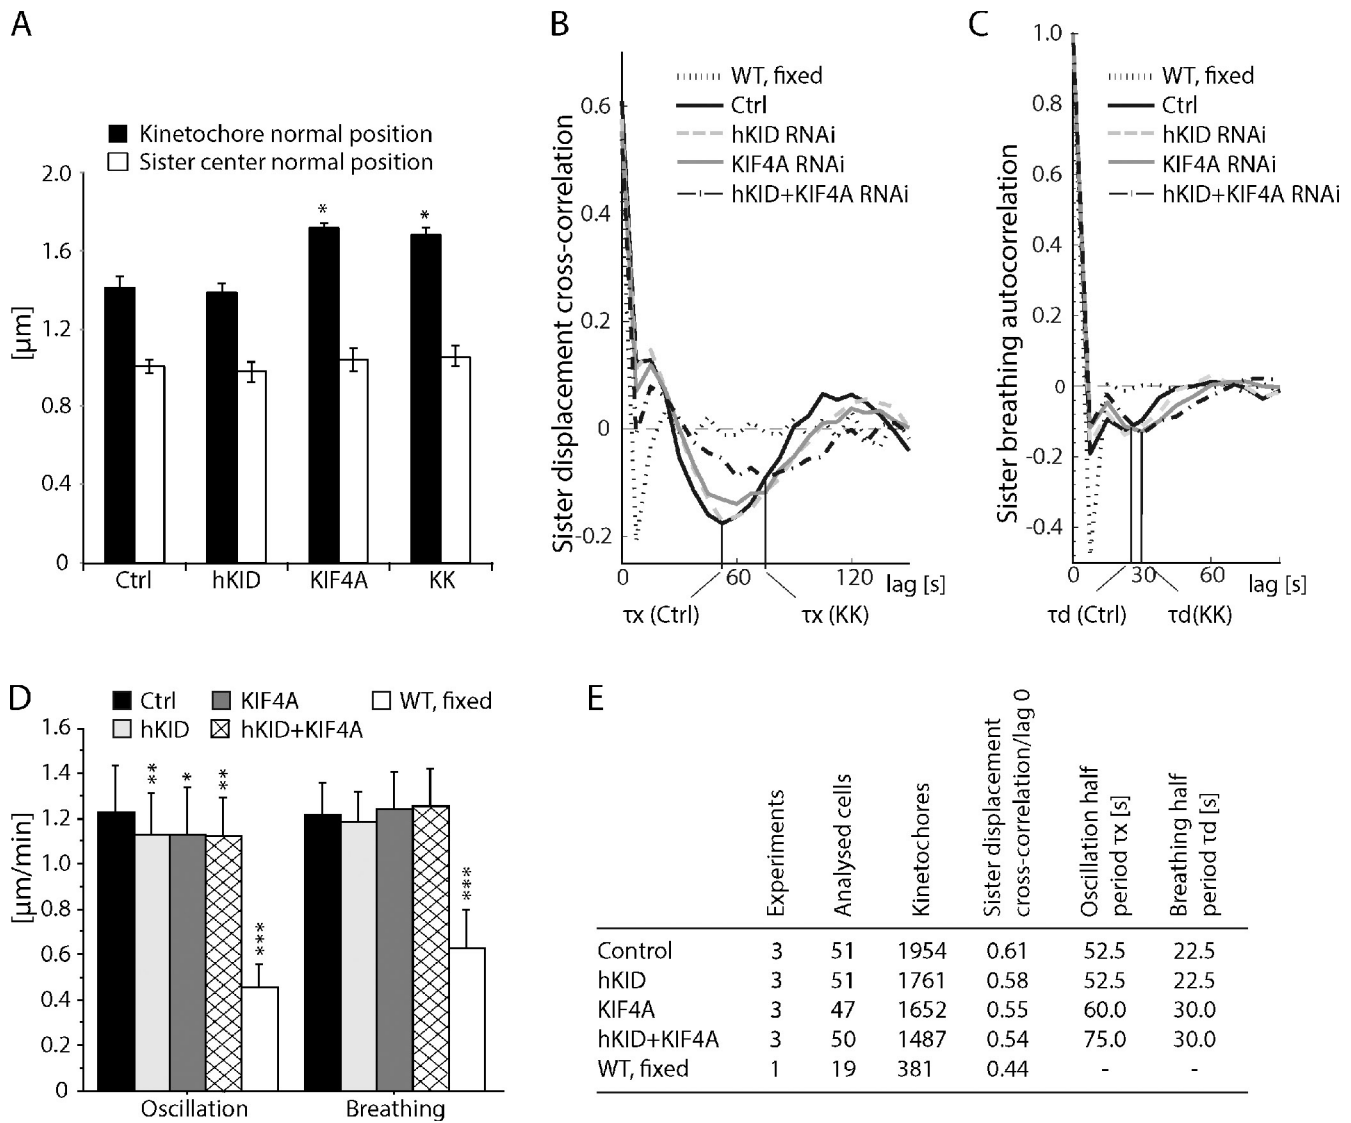 A
Kinetochore normal position
Sister center normal position
[µm]
2.0
1.6
1.2
0.8
0.4
0
*
*
Ctrl hKID KIF4A KK
B
Sister displacement cross-correlation
WT, fixed
Ctrl
hKID RNAi
KIF4A RNAi
hKID+KIF4A RNAi
0.6
0.4
0.2
0
-0.2
0 60 120 lag [s]
τx (Ctrl) τx (KK)
C
Sister breathing autocorrelation
WT, fixed
Ctrl
hKID RNAi
KIF4A RNAi
hKID+KIF4A RNAi
1.0
0.8
0.6
0.4
0.2
0
-0.2
-0.4
0 30 60 lag [s]
τd (Ctrl) τd(KK)
D
Ctrl KIF4A WT, fixed
hKID hKID+KIF4A
[µm/min]
1.6
1.4
1.2
1.0
0.8
0.6
0.4
0.2
0
** * ** *** ***
Oscillation Breathing
E
Experiments
Analysed cells
Kinetochores
Sister displacement
cross-correlation/lag 0
Oscillation half
period τx [s]
Breathing half
period τd [s]
Control 3 51 1954 0.61 52.5 22.5
hKID 3 51 1761 0.58 52.5 22.5
KIF4A 3 47 1652 0.55 60.0 30.0
hKID+KIF4A 3 50 1487 0.54 75.0 30.0
WT, fixed 1 19 381 0.44 - -